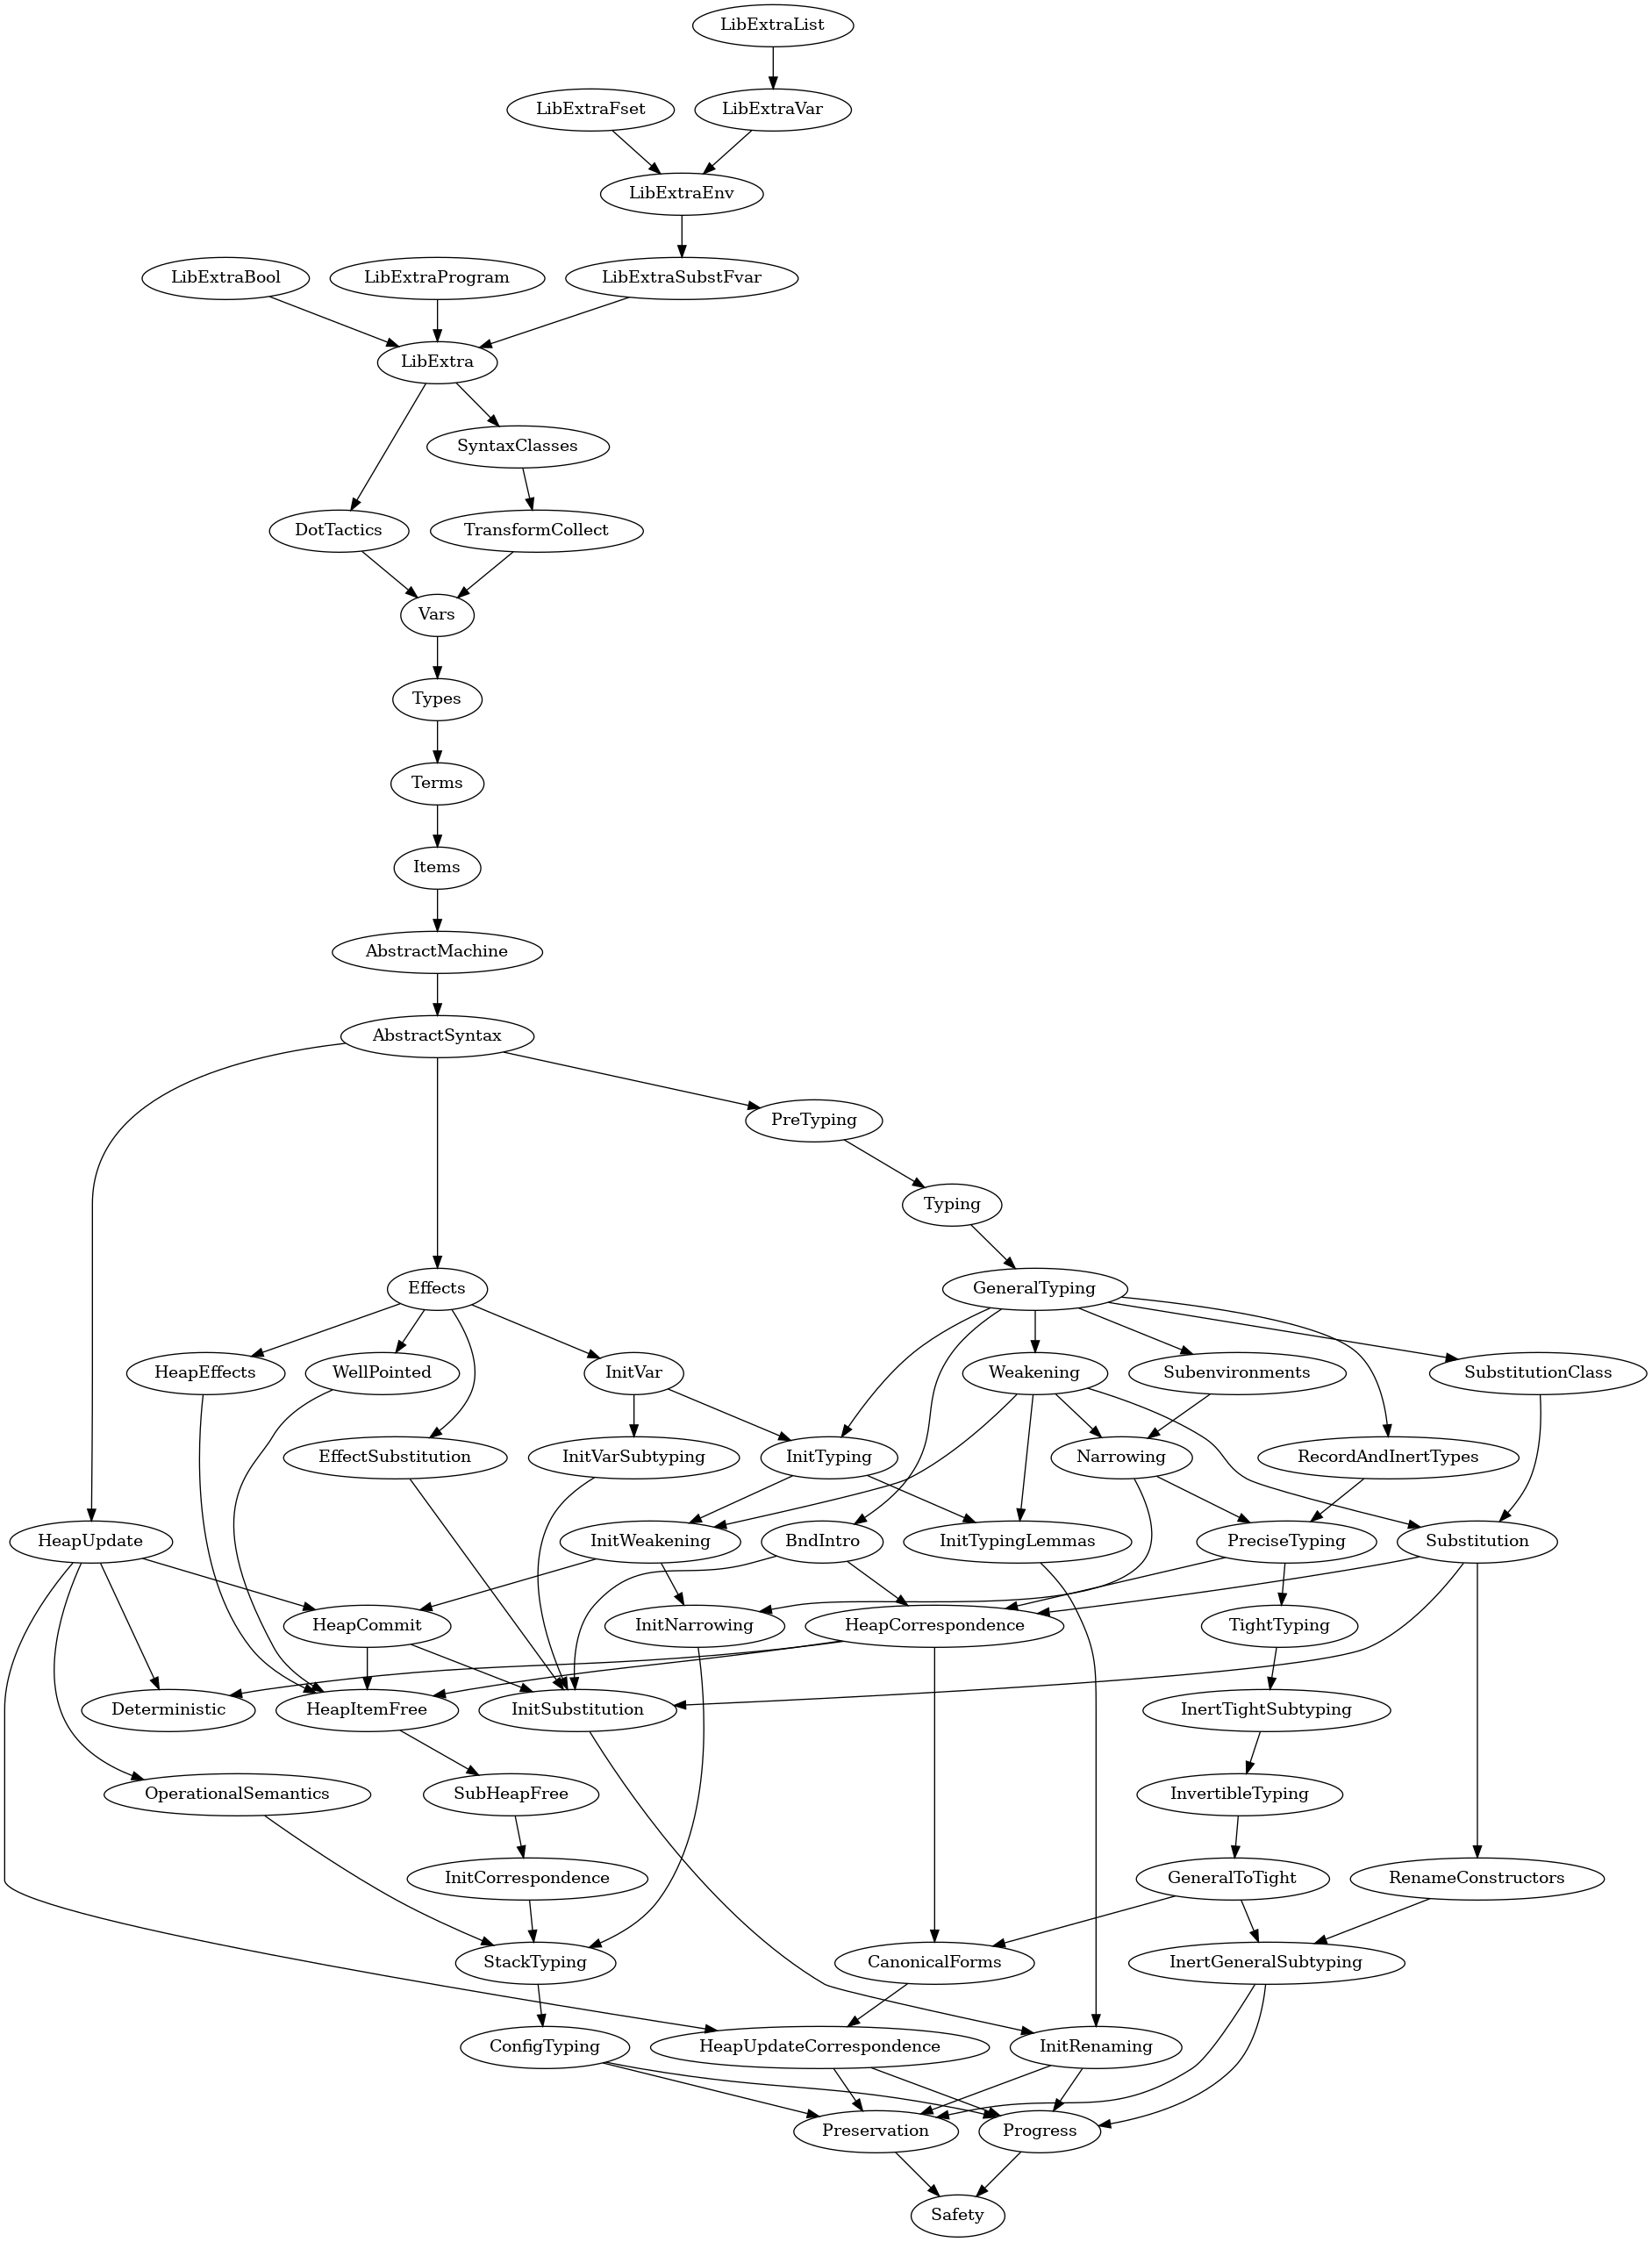 LibExtraList
LibExtraFset
LibExtraVar
LibExtraEnv
LibExtraBool
LibExtraProgram
LibExtraSubstFvar
LibExtra
SyntaxClasses
DotTactics
TransformCollect
Vars
Types
Terms
Items
AbstractMachine
AbstractSyntax
PreTyping
Typing
Effects
GeneralTyping
HeapEffects
WellPointed
InitVar
Weakening
Subenvironments
SubstitutionClass
EffectSubstitution
InitVarSubtyping
InitTyping
Narrowing
RecordAndInertTypes
HeapUpdate
InitWeakening
BndIntro
InitTypingLemmas
PreciseTyping
Substitution
HeapCommit
InitNarrowing
HeapCorrespondence
TightTyping
Deterministic
HeapItemFree
InitSubstitution
InertTightSubtyping
OperationalSemantics
SubHeapFree
InvertibleTyping
InitCorrespondence
GeneralToTight
RenameConstructors
StackTyping
CanonicalForms
InertGeneralSubtyping
ConfigTyping
HeapUpdateCorrespondence
InitRenaming
Preservation
Progress
Safety